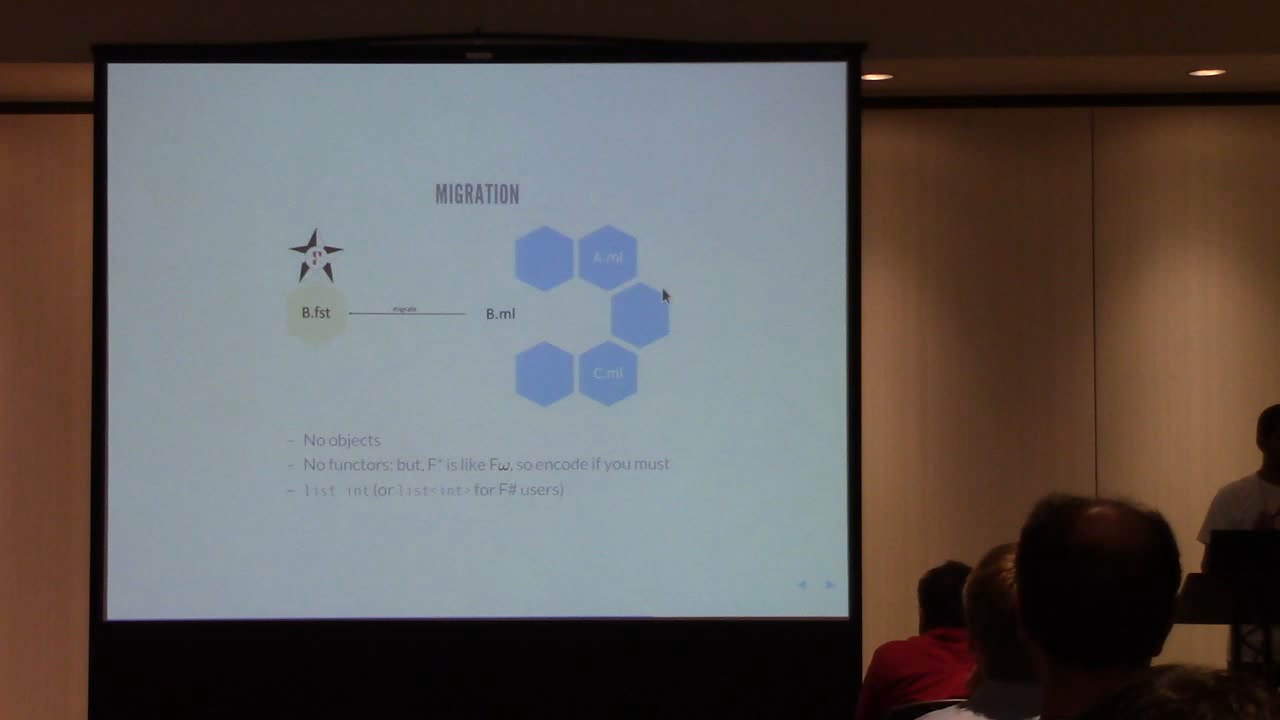 MIGRATION
F
A.ml
B.fst
migrate
B.ml
C.ml
– No objects
– No functors; but, F* is like Fω, so encode if you must
– list int (or list<int> for F# users)